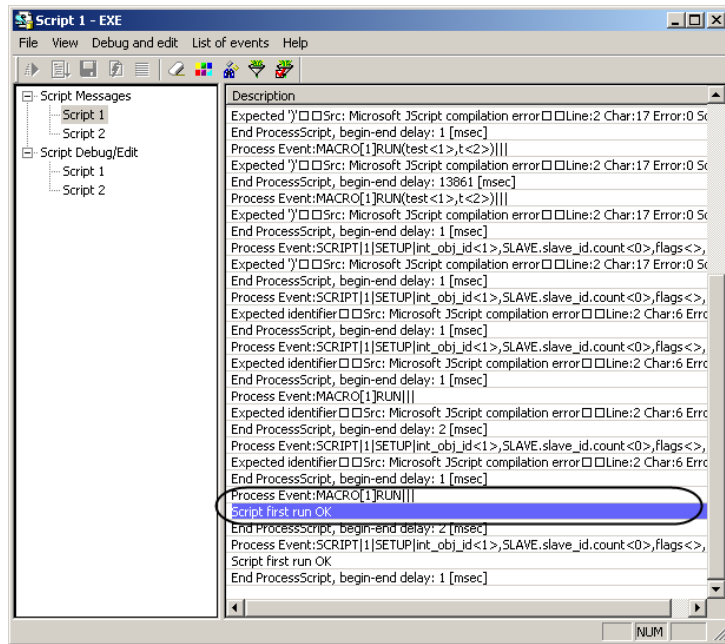 Script 1 - EXE
File View Debug and edit List of events Help
Script Messages
Script 1
Script 2
Script Debug/Edit
Script 1
Script 2
Description
Expected ')'□□Src: Microsoft JScript compilation error□□Line:2 Char:17 Error:0 Sc
End ProcessScript, begin-end delay: 1 [msec]
Process Event:MACRO[1]RUN(test<1>,t<2>)|||
Expected ')'□□Src: Microsoft JScript compilation error□□Line:2 Char:17 Error:0 Sc
End ProcessScript, begin-end delay: 13861 [msec]
Process Event:MACRO[1]RUN(test<1>,t<2>)|||
Expected ')'□□Src: Microsoft JScript compilation error□□Line:2 Char:17 Error:0 Sc
End ProcessScript, begin-end delay: 1 [msec]
Process Event:SCRIPT|1|SETUP|int_obj_id<1>,SLAVE.slave_id.count<0>,flags<>,
Expected ')'□□Src: Microsoft JScript compilation error□□Line:2 Char:17 Error:0 Sc
End ProcessScript, begin-end delay: 1 [msec]
Process Event:SCRIPT|1|SETUP|int_obj_id<1>,SLAVE.slave_id.count<0>,flags<>,
Expected identifier□□Src: Microsoft JScript compilation error□□Line:2 Char:6 Errc
End ProcessScript, begin-end delay: 1 [msec]
Process Event:SCRIPT|1|SETUP|int_obj_id<1>,SLAVE.slave_id.count<0>,flags<>,
Expected identifier□□Src: Microsoft JScript compilation error□□Line:2 Char:6 Errc
End ProcessScript, begin-end delay: 1 [msec]
Process Event:MACRO[1]RUN|||
Expected identifier□□Src: Microsoft JScript compilation error□□Line:2 Char:6 Errc
End ProcessScript, begin-end delay: 2 [msec]
Process Event:SCRIPT|1|SETUP|int_obj_id<1>,SLAVE.slave_id.count<0>,flags<>,
Expected identifier□□Src: Microsoft JScript compilation error□□Line:2 Char:6 Errc
End ProcessScript, begin-end delay: 1 [msec]
Process Event:MACRO[1]RUN|||
Script first run OK
End ProcessScript, begin-end delay: 2 [msec]
Process Event:SCRIPT|1|SETUP|int_obj_id<1>,SLAVE.slave_id.count<0>,flags<>,
Script first run OK
End ProcessScript, begin-end delay: 1 [msec]
NUM